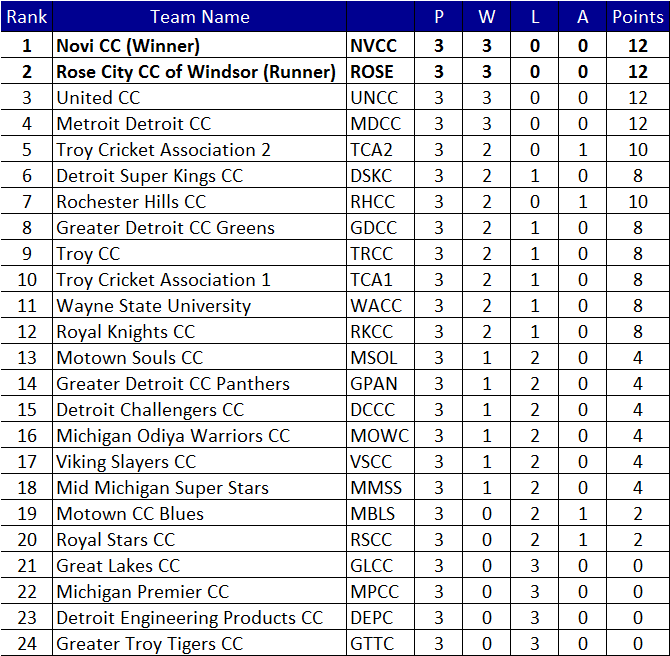 Rank Team Name P W L A Points
1 Novi CC (Winner) NVCC 3 3 0 0 12
2 Rose City CC of Windsor (Runner) ROSE 3 3 0 0 12
3 United CC UNCC 3 3 0 0 12
4 Metroit Detroit CC MDCC 3 3 0 0 12
5 Troy Cricket Association 2 TCA2 3 2 0 1 10
6 Detroit Super Kings CC DSKC 3 2 1 0 8
7 Rochester Hills CC RHCC 3 2 0 1 10
8 Greater Detroit CC Greens GDCC 3 2 1 0 8
9 Troy CC TRCC 3 2 1 0 8
10 Troy Cricket Association 1 TCA1 3 2 1 0 8
11 Wayne State University WACC 3 2 1 0 8
12 Royal Knights CC RKCC 3 2 1 0 8
13 Motown Souls CC MSOL 3 1 2 0 4
14 Greater Detroit CC Panthers GPAN 3 1 2 0 4
15 Detroit Challengers CC DCCC 3 1 2 0 4
16 Michigan Odiya Warriors CC MOWC 3 1 2 0 4
17 Viking Slayers CC VSCC 3 1 2 0 4
18 Mid Michigan Super Stars MMSS 3 1 2 0 4
19 Motown CC Blues MBLS 3 0 2 1 2
20 Royal Stars CC RSCC 3 0 2 1 2
21 Great Lakes CC GLCC 3 0 3 0 0
22 Michigan Premier CC MPCC 3 0 3 0 0
23 Detroit Engineering Products CC DEPC 3 0 3 0 0
24 Greater Troy Tigers CC GTTC 3 0 3 0 0